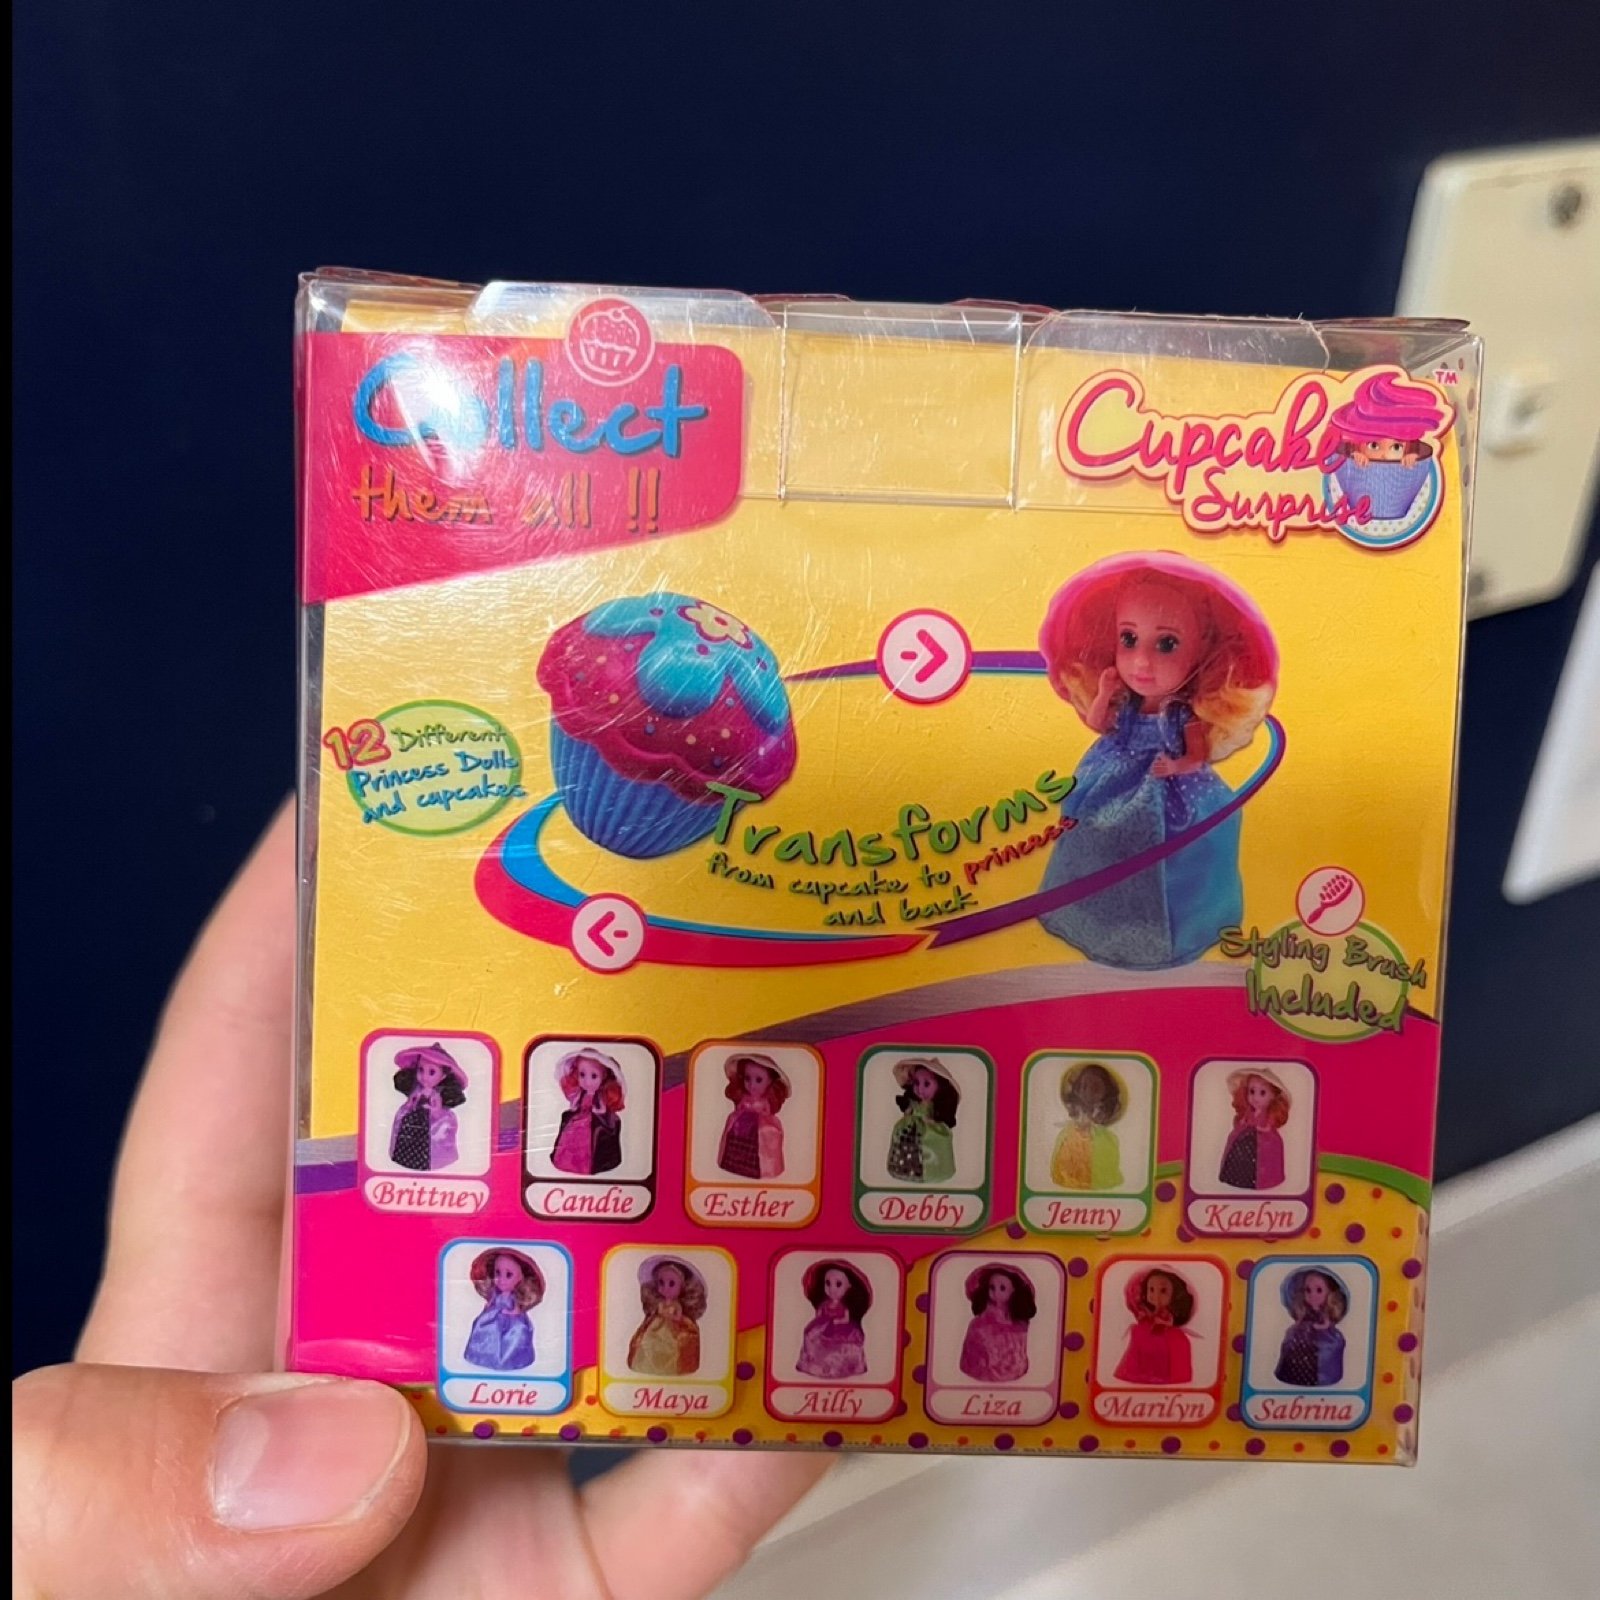 Collect
them all !!
Cupcake
Surprise
TM
12 Different
Princess Dolls
and cupcakes
Transforms
from cupcake to princess
and back
Styling Brush
Included
Brittney
Candie
Esther
Debby
Jenny
Kaelyn
Lorie
Maya
Ailly
Liza
Marilyn
Sabrina